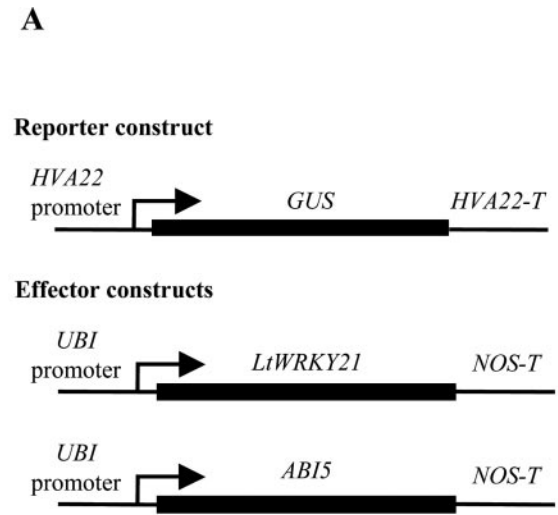 A
Reporter construct
HVA22
promoter
GUS
HVA22-T
Effector constructs
UBI
promoter
LtWRKY21
NOS-T
UBI
promoter
ABI5
NOS-T